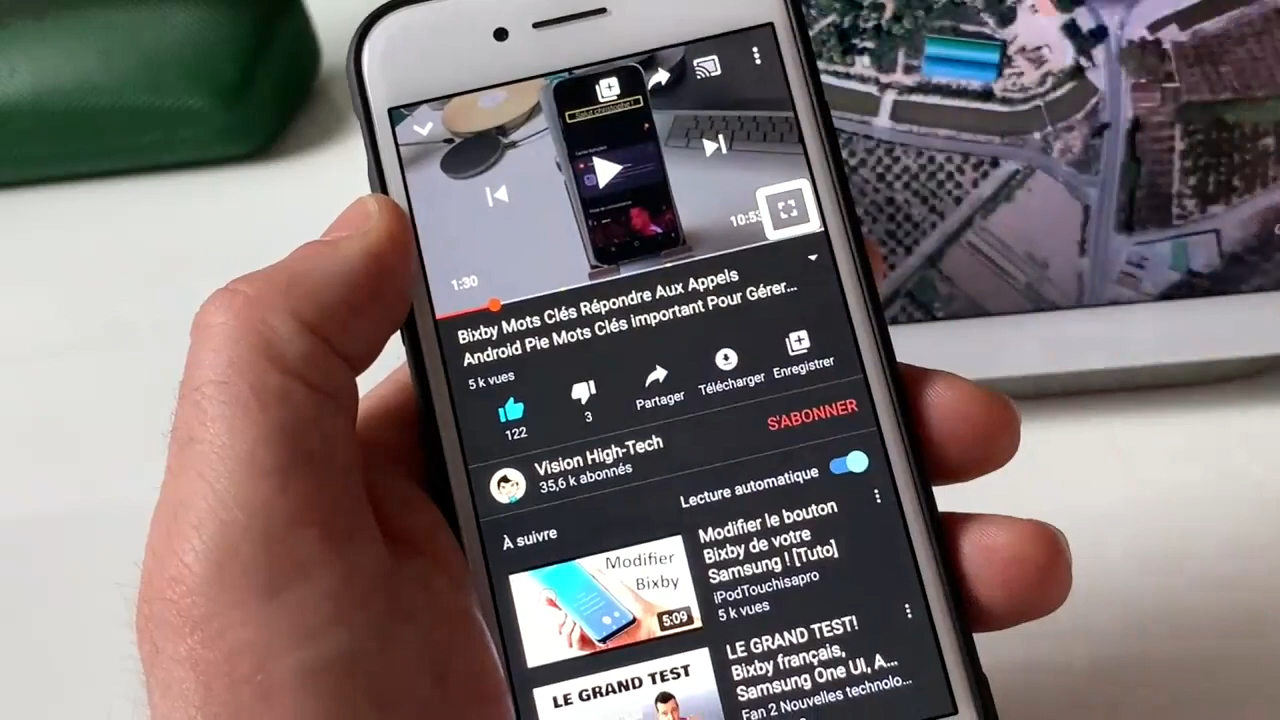 Salut christophe !
10:53
1:30
Bixby Mots Clés Répondre Aux Appels
Android Pie Mots Clés important Pour Gérer...
5 k vues
122
3
Partager
Télécharger
Enregistrer
Vision High-Tech
35,6 k abonnés
S'ABONNER
Lecture automatique
À suivre
Modifier
Bixby
5:09
Modifier le bouton
Bixby de votre
Samsung ! [Tuto]
iPodTouchisapro
5 k vues
LE GRAND TEST
LE GRAND TEST!
Bixby français,
Samsung One UI, A...
Fan 2 Nouvelles technolo...